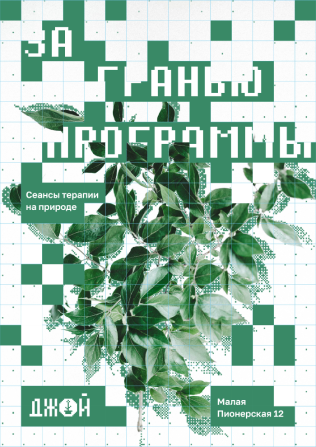 ЗА
ГРАНЬЮ
ПРОГРАММЫ
Сеансы терапии
на природе
ДЖОЙ
Малая
Пионерская 12